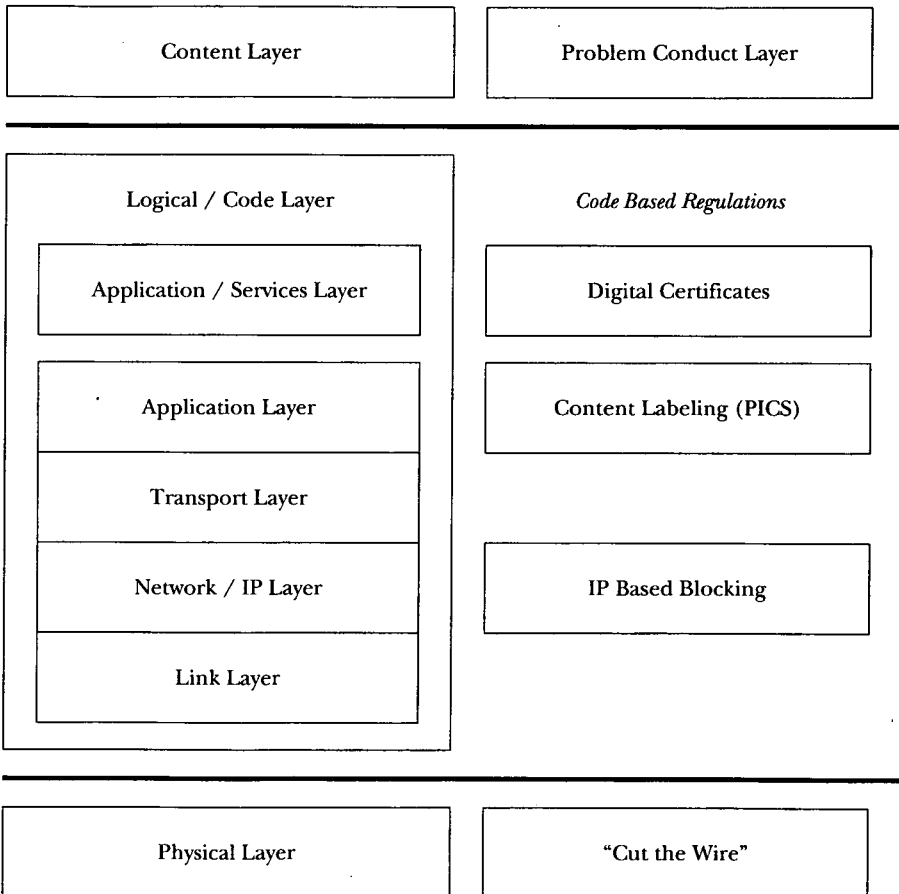 Content Layer
Problem Conduct Layer
Logical / Code Layer
Code Based Regulations
Application / Services Layer
Digital Certificates
Application Layer
Content Labeling (PICS)
Transport Layer
Network / IP Layer
IP Based Blocking
Link Layer
Physical Layer
“Cut the Wire”